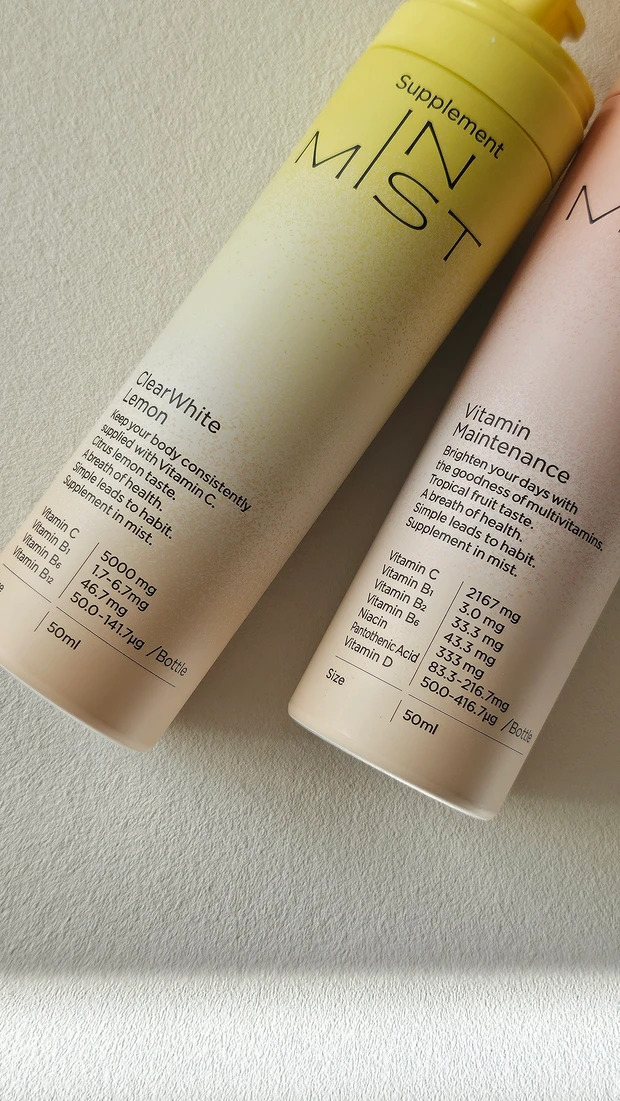 Supplement
IN
MIST
ClearWhite
Lemon
Keep your body consistently
supplied with Vitamin C.
Citrus lemon taste.
A breath of health.
Simple leads to habit.
Supplement in mist.
Vitamin C 5000 mg
Vitamin B₁ 1.7-6.7mg
Vitamin B₆ 46.7mg
Vitamin B₁₂ 50.0-141.7μg /Bottle
50ml
M
Vitamin
Maintenance
Brighten your days with
the goodness of multivitamins.
Tropical fruit taste.
A breath of health.
Simple leads to habit.
Supplement in mist.
Vitamin C 2167 mg
Vitamin B₁ 3.0 mg
Vitamin B₂ 33.3 mg
Vitamin B₆ 43.3 mg
Niacin 333 mg
Pantothenic Acid 83.3-216.7mg
Vitamin D 50.0-416.7μg /Bottle
Size 50ml